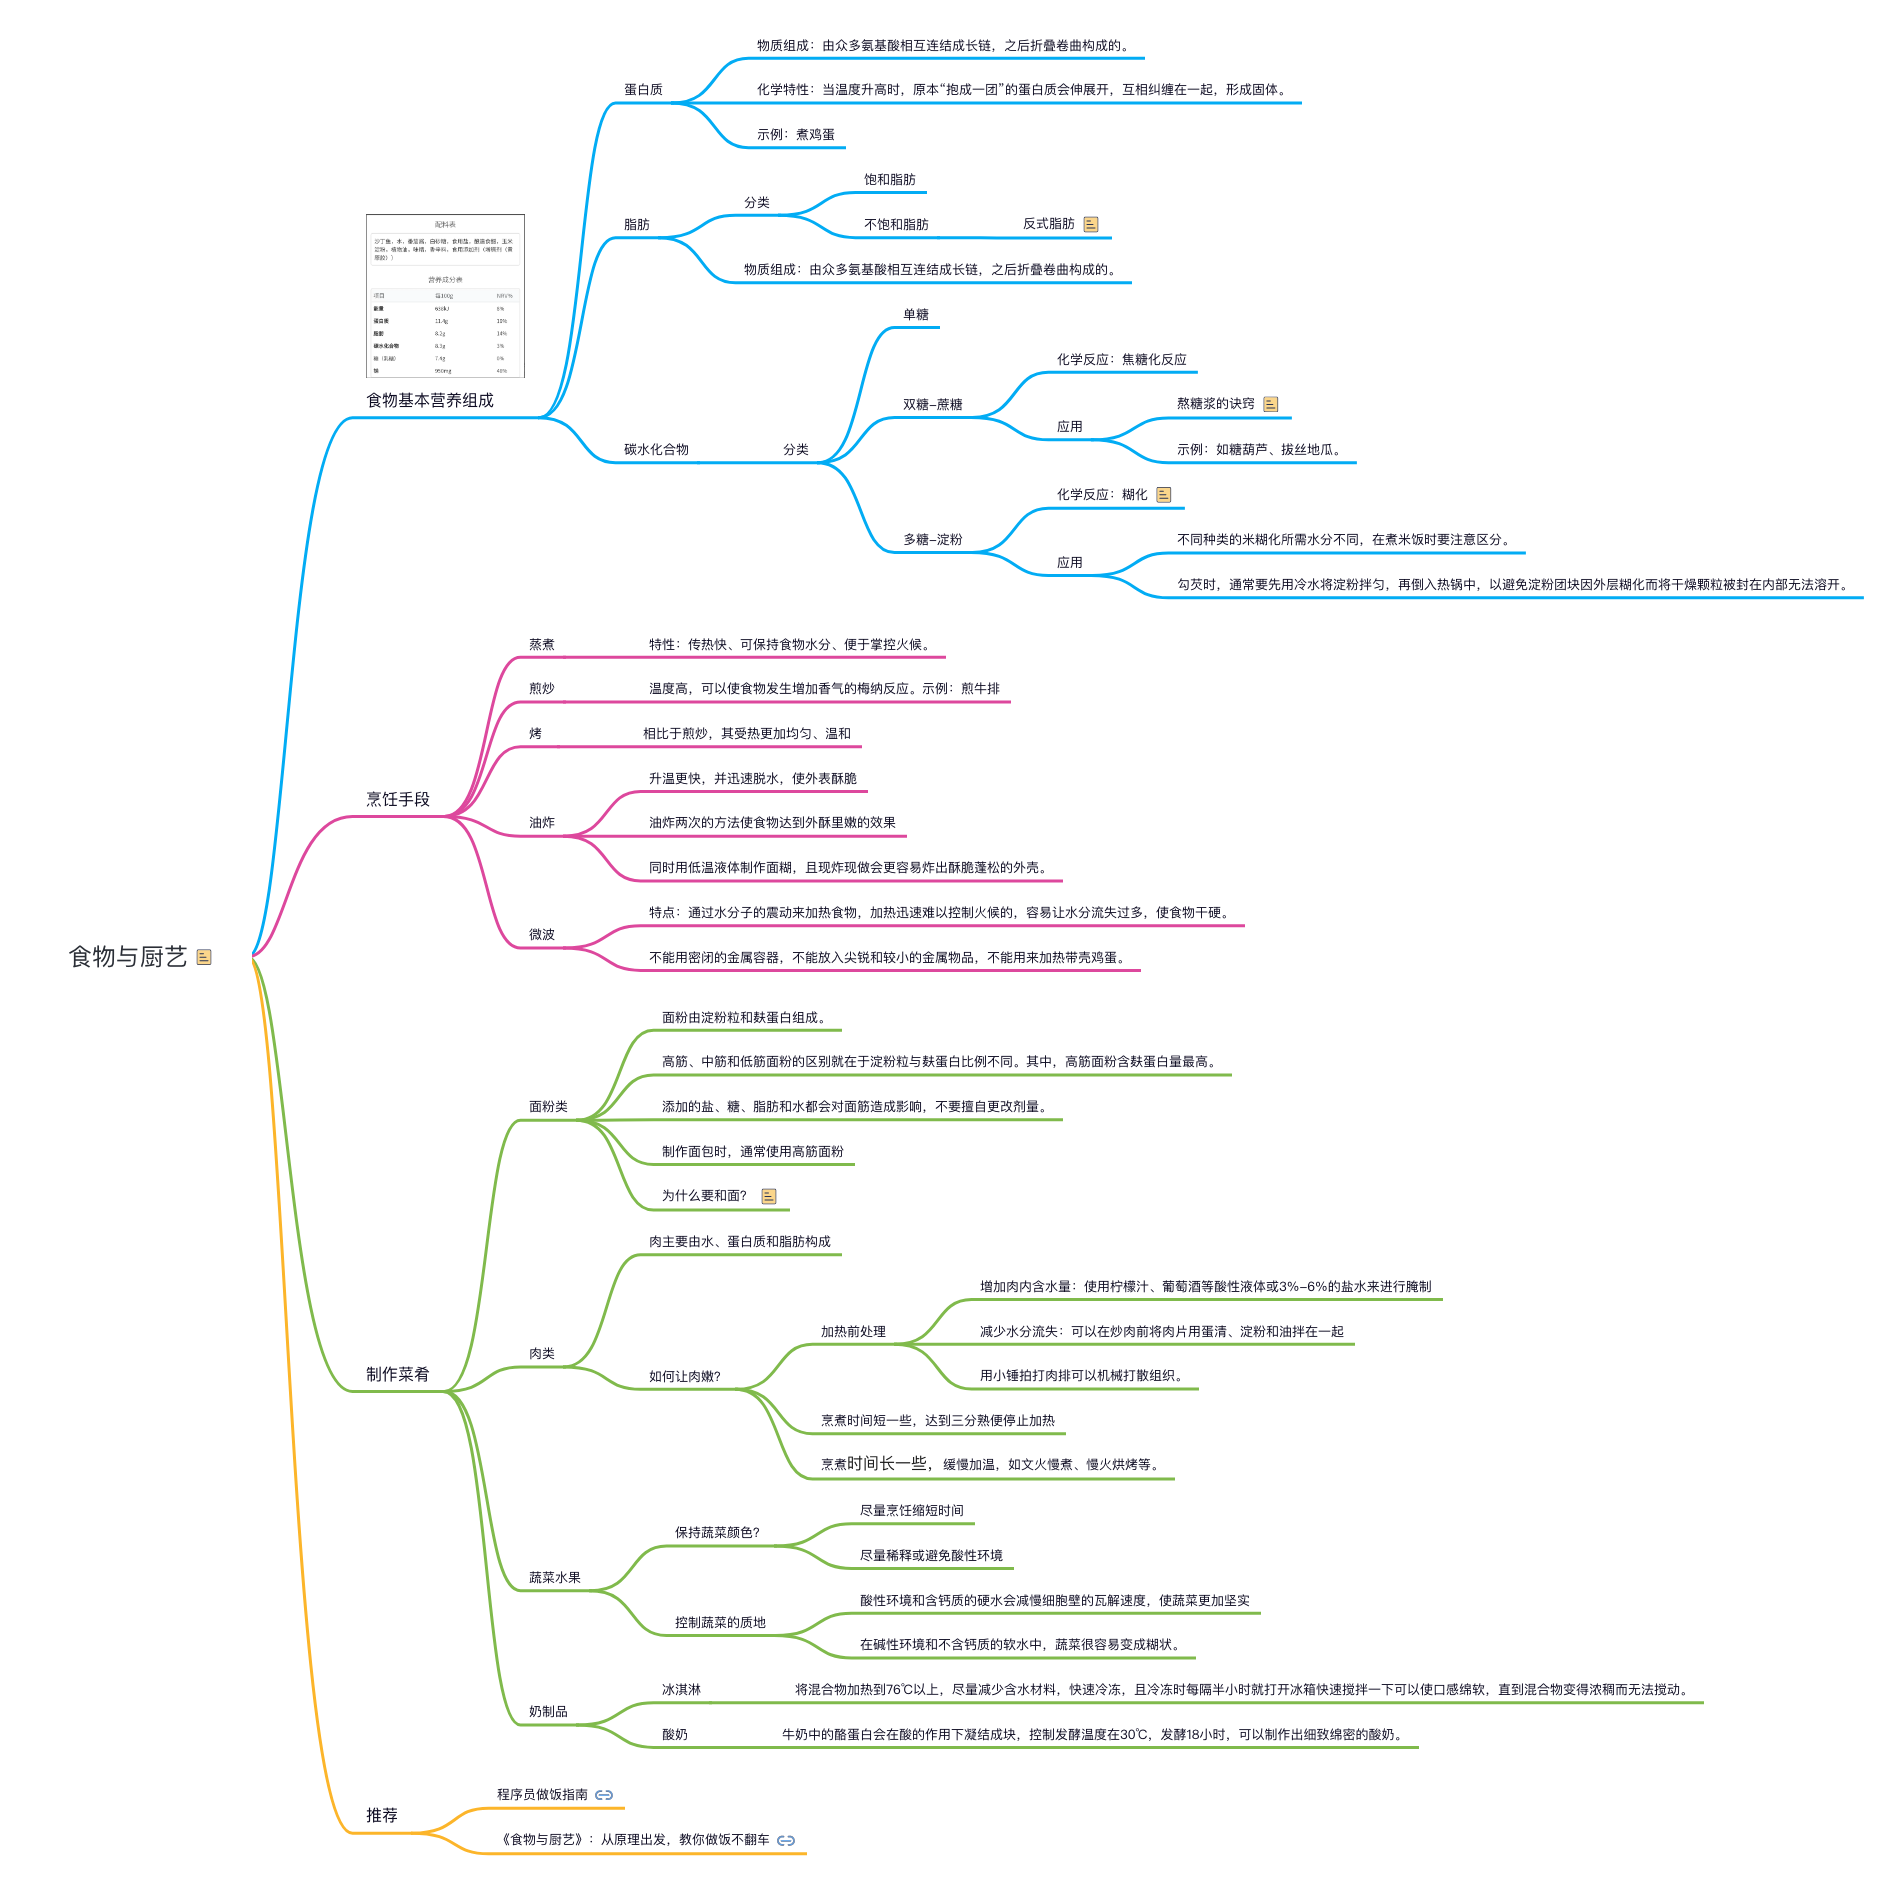 物质组成：由众多氨基酸相互连结成长链，之后折叠卷曲构成的。
蛋白质
化学特性：当温度升高时，原本“抱成一团”的蛋白质会伸展开，互相纠缠在一起，形成固体。
示例：煮鸡蛋
饱和脂肪
分类
脂肪
不饱和脂肪
反式脂肪
物质组成：由众多氨基酸相互连结成长链，之后折叠卷曲构成的。
配料表
营养成分表
项目 每100g NRV%
能量 8%
蛋白质 11.4g 19%
脂肪 8.2g 14%
碳水化合物 8.3g 3%
7.4g 0%
钠 950mg 48%
食物基本营养组成
单糖
化学反应：焦糖化反应
双糖–蔗糖
熬糖浆的诀窍
应用
示例：如糖葫芦、拔丝地瓜。
碳水化合物
分类
化学反应：糊化
多糖–淀粉
不同种类的米糊化所需水分不同，在煮米饭时要注意区分。
应用
勾芡时，通常要先用冷水将淀粉拌匀，再倒入热锅中，以避免淀粉团块因外层糊化而将干燥颗粒被封在内部无法溶开。
蒸煮
特性：传热快、可保持食物水分、便于掌控火候。
煎炒
温度高，可以使食物发生增加香气的梅纳反应。示例：煎牛排
烤
相比于煎炒，其受热更加均匀、温和
烹饪手段
升温更快，并迅速脱水，使外表酥脆
油炸
油炸两次的方法使食物达到外酥里嫩的效果
同时用低温液体制作面糊，且现炸现做会更容易炸出酥脆蓬松的外壳。
特点：通过水分子的震动来加热食物，加热迅速难以控制火候的，容易让水分流失过多，使食物干硬。
微波
不能用密闭的金属容器，不能放入尖锐和较小的金属物品，不能用来加热带壳鸡蛋。
食物与厨艺
面粉由淀粉粒和麸蛋白组成。
高筋、中筋和低筋面粉的区别就在于淀粉粒与麸蛋白比例不同。其中，高筋面粉含麸蛋白量最高。
面粉类
添加的盐、糖、脂肪和水都会对面筋造成影响，不要擅自更改剂量。
制作面包时，通常使用高筋面粉
为什么要和面？
肉主要由水、蛋白质和脂肪构成
增加肉内含水量：使用柠檬汁、葡萄酒等酸性液体或3%–6%的盐水来进行腌制
加热前处理
减少水分流失：可以在炒肉前将肉片用蛋清、淀粉和油拌在一起
肉类
如何让肉嫩？
用小锤拍打肉排可以机械打散组织。
制作菜肴
烹煮时间短一些，达到三分熟便停止加热
烹煮时间长一些，缓慢加温，如文火慢煮、慢火烘烤等。
尽量烹饪缩短时间
保持蔬菜颜色？
尽量稀释或避免酸性环境
蔬菜水果
酸性环境和含钙质的硬水会减慢细胞壁的瓦解速度，使蔬菜更加坚实
控制蔬菜的质地
在碱性环境和不含钙质的软水中，蔬菜很容易变成糊状。
冰淇淋
将混合物加热到76℃以上，尽量减少含水材料，快速冷冻，且冷冻时每隔半小时就打开冰箱快速搅拌一下可以使口感绵软，直到混合物变得浓稠而无法搅动。
奶制品
酸奶
牛奶中的酪蛋白会在酸的作用下凝结成块，控制发酵温度在30℃，发酵18小时，可以制作出细致绵密的酸奶。
程序员做饭指南
推荐
《食物与厨艺》：从原理出发，教你做饭不翻车